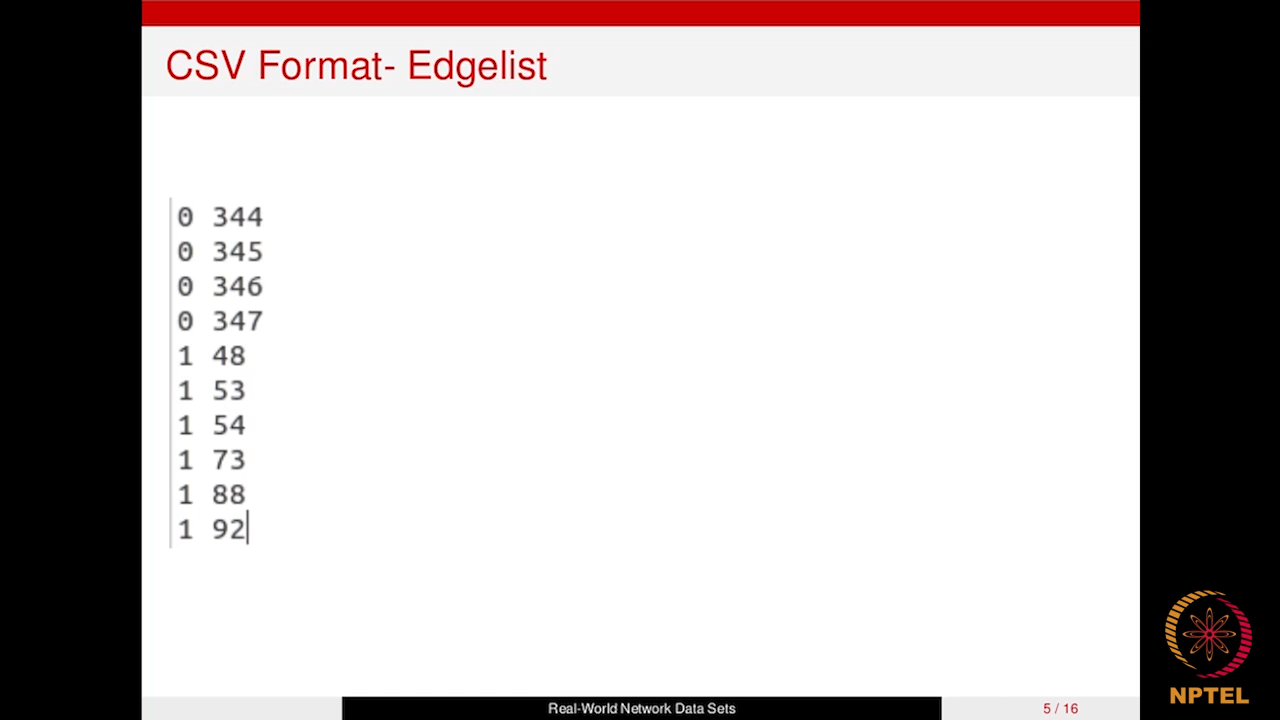 CSV Format- Edgelist
0 344
0 345
0 346
0 347
1 48
1 53
1 54
1 73
1 88
1 92
Real-World Network Data Sets
5 / 16
NPTEL